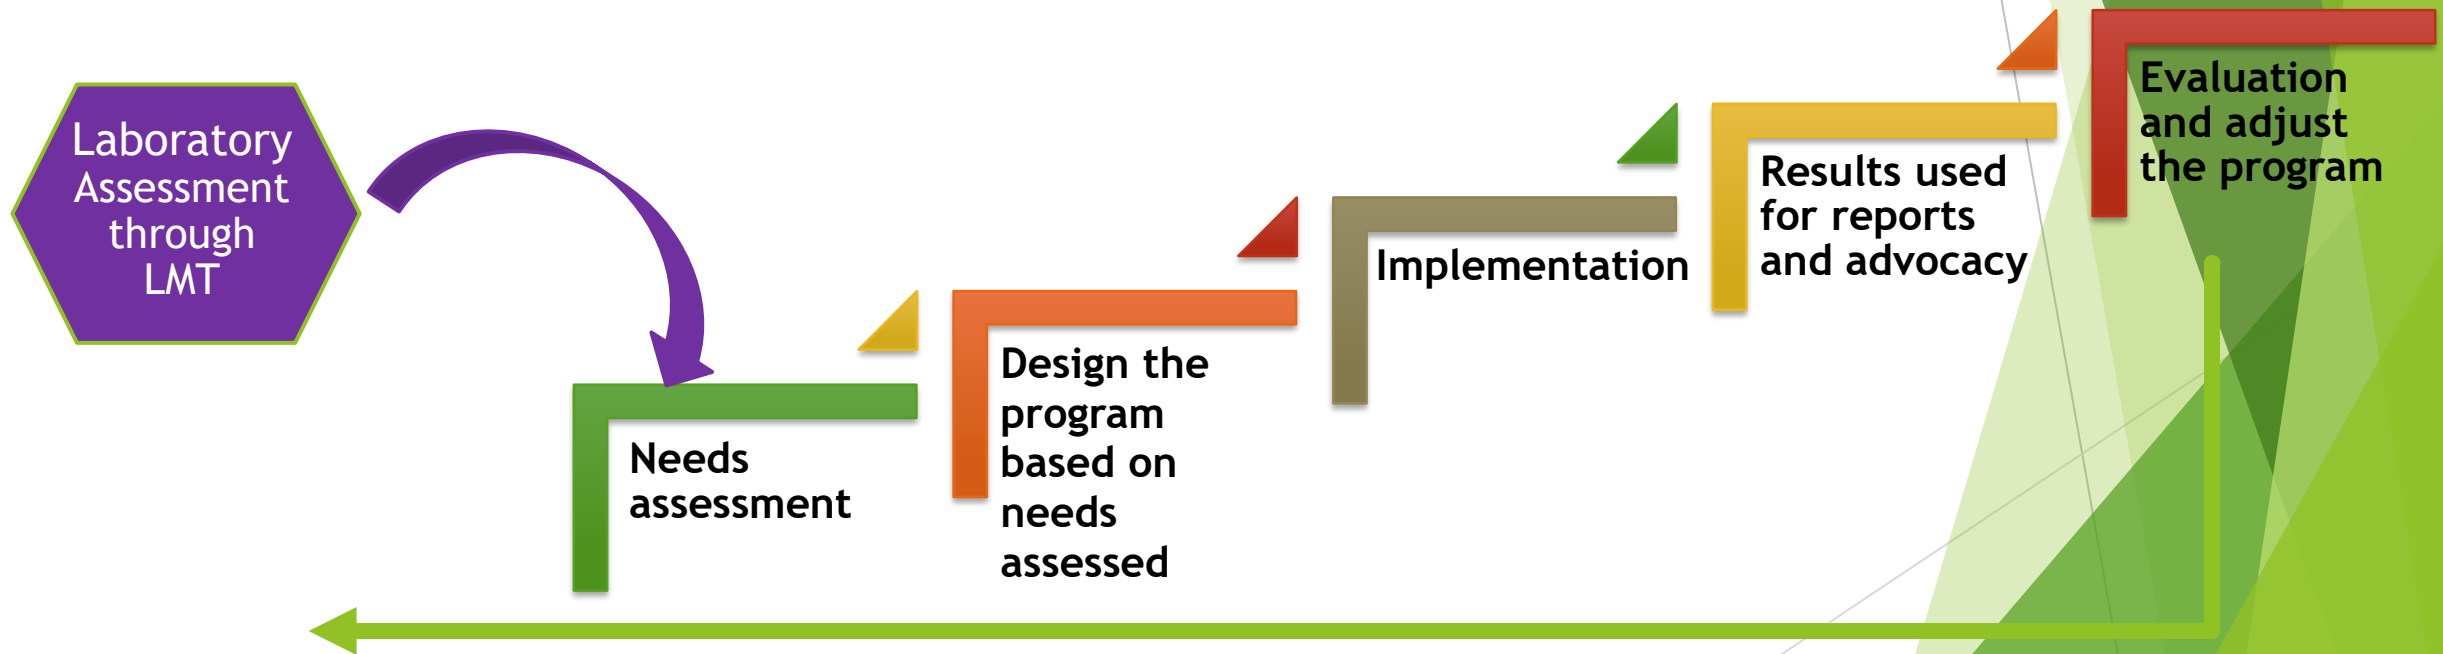 Laboratory
Assessment
through
LMT
Needs
assessment
Design the
program
based on
needs
assessed
Implementation
Results used
for reports
and advocacy
Evaluation
and adjust
the program